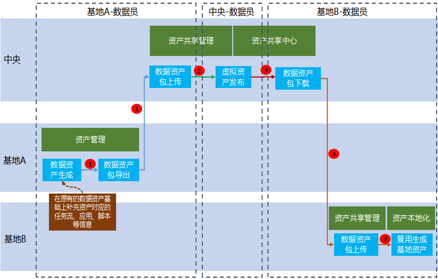 基地A-数据员
中央-数据员
基地B-数据员
中央
资产共享管理
资产共享中心
数据资产
包上传
2
虚拟资
产发布
3
数据资产
包下载
1
基地A
资产管理
数据资
产生成
1
数据资产
包导出
3
在原有的数据资产基
础上补充资产对应的
任务流、应用、脚本
等信息
资产共享管理
资产本地化
基地B
数据资产
包上传
3
复用生成
基地资产